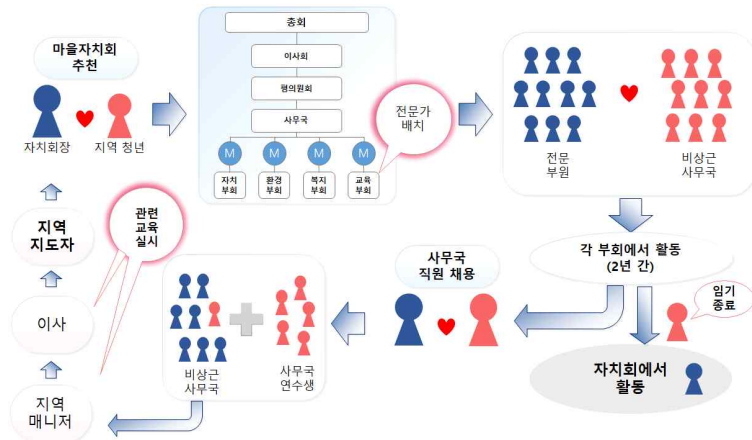 마을자치회
추천
자치회장
지역 청년
총회
이사회
평의원회
사무국
M
M
M
M
자치
부회
환경
부회
복지
부회
교육
부회
전문가
배치
전문
부원
비상근
사무국
각 부회에서 활동
(2년 간)
임기
종료
자치회에서
활동
사무국
직원 채용
비상근
사무국
사무국
연수생
관련
교육
실시
지역
지도자
이사
지역
매니저